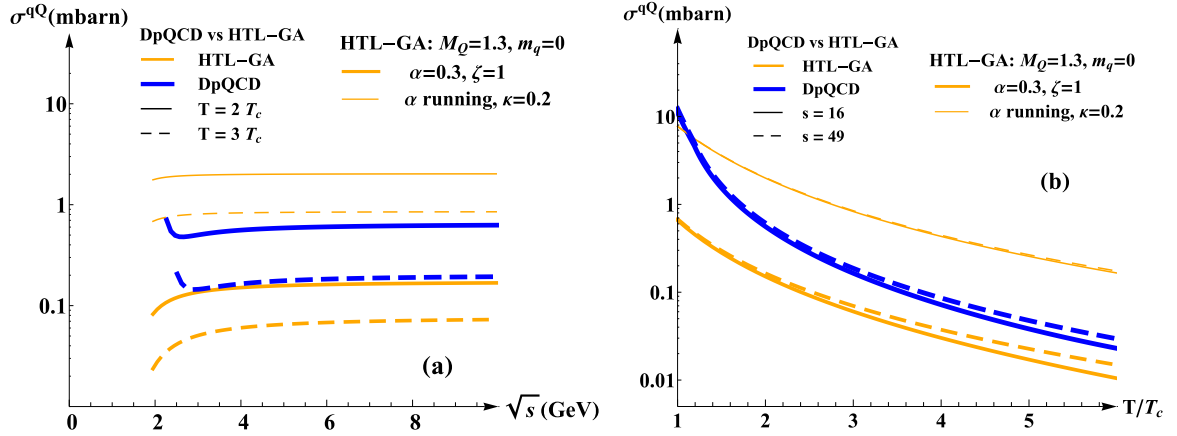 σ^qQ (mbarn)
DpQCD vs HTL−GA
HTL−GA
DpQCD
T = 2 T_c
T = 3 T_c
HTL−GA: M_Q=1.3, m_q=0
α=0.3, ζ=1
α running, κ=0.2
10
1
0.1
(a)
0 2 4 6 8
√s (GeV)
σ^qQ (mbarn)
DpQCD vs HTL−GA
HTL−GA
DpQCD
s = 16
s = 49
HTL−GA: M_Q=1.3, m_q=0
α=0.3, ζ=1
α running, κ=0.2
10
1
0.1
0.01
(b)
1 2 3 4 5
T/T_c